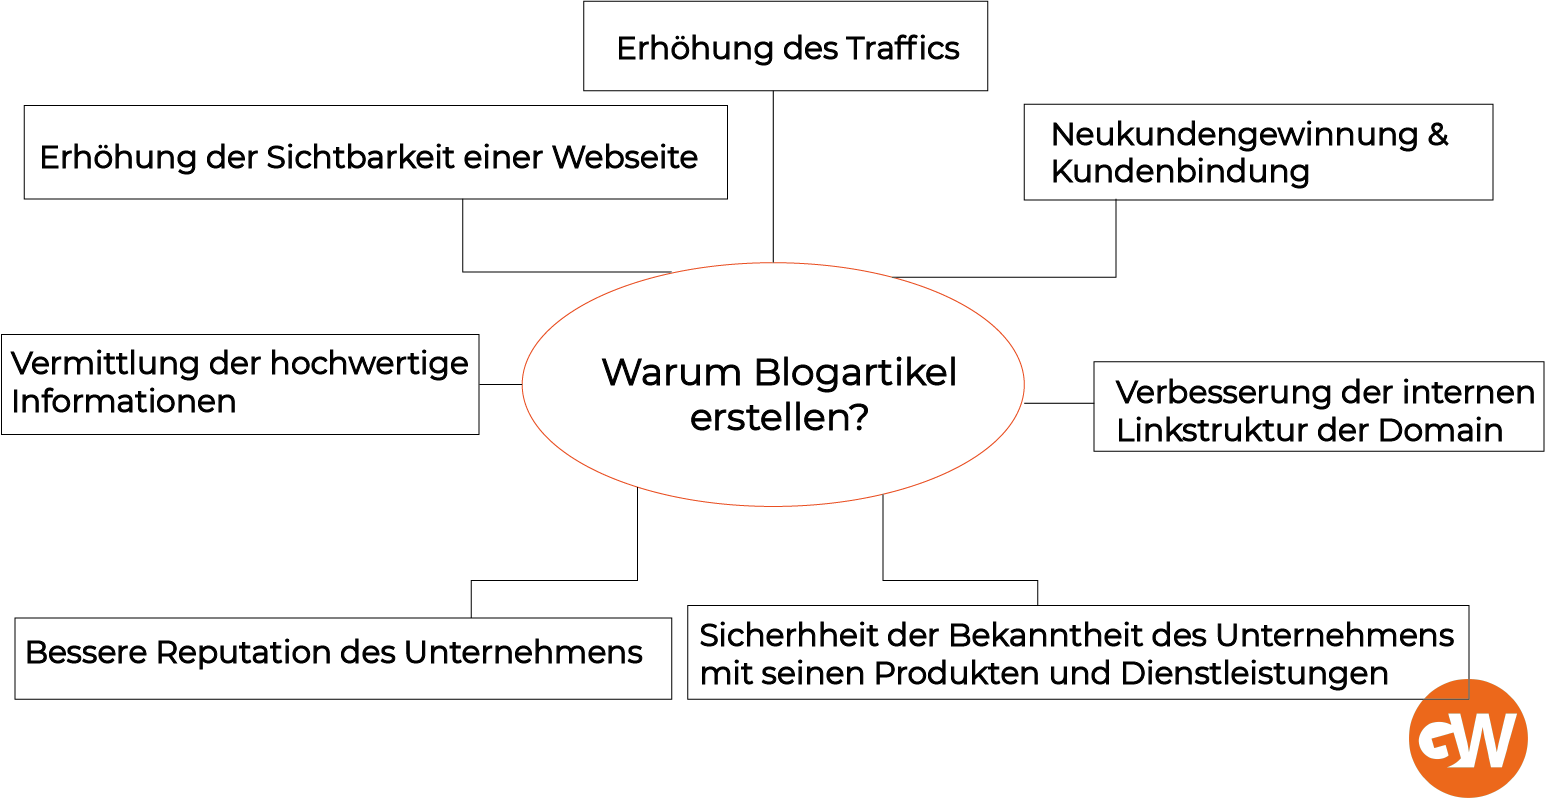 Erhöhung des Traffics
Erhöhung der Sichtbarkeit einer Webseite
Neukundengewinnung &
Kundenbindung
Vermittlung der hochwertige
Informationen
Warum Blogartikel
erstellen?
Verbesserung der internen
Linkstruktur der Domain
Bessere Reputation des Unternehmens
Sicherhheit der Bekanntheit des Unternehmens
mit seinen Produkten und Dienstleistungen
GW